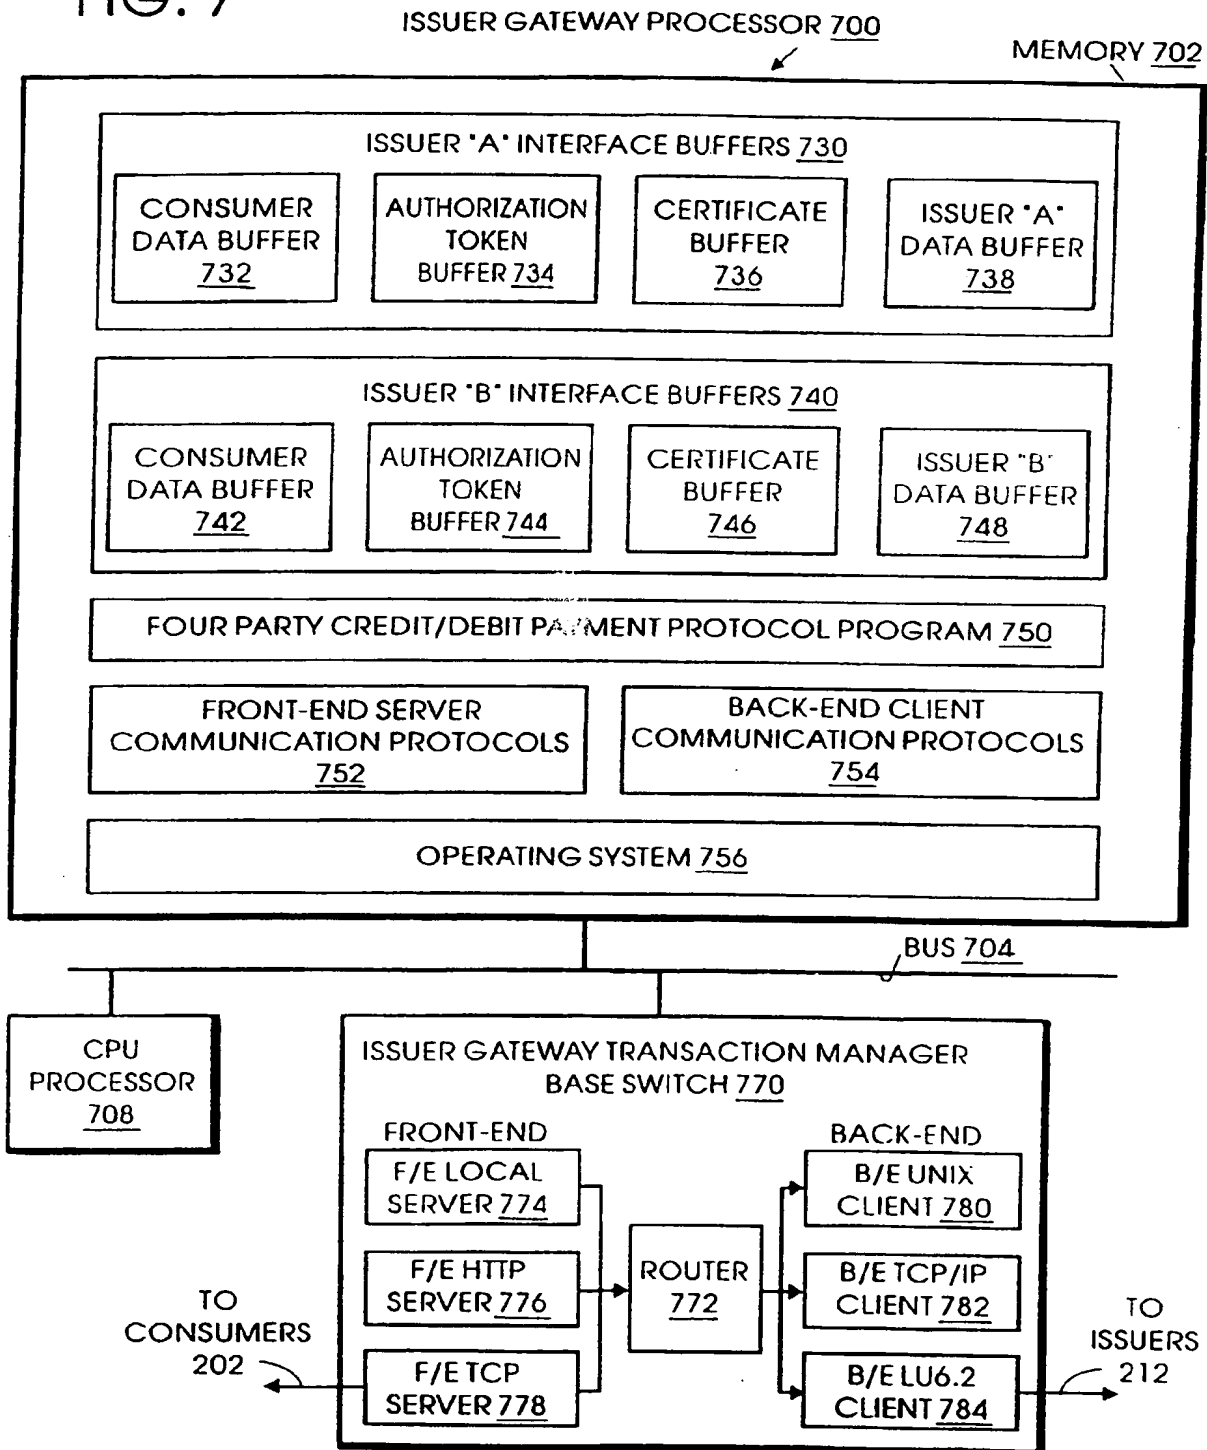 FIG. 7
ISSUER GATEWAY PROCESSOR 700
MEMORY 702
ISSUER "A" INTERFACE BUFFERS 730
CONSUMER
DATA BUFFER
732
AUTHORIZATION
TOKEN
BUFFER 734
CERTIFICATE
BUFFER
736
ISSUER "A"
DATA BUFFER
738
ISSUER "B" INTERFACE BUFFERS 740
CONSUMER
DATA BUFFER
742
AUTHORIZATION
TOKEN
BUFFER 744
CERTIFICATE
BUFFER
746
ISSUER "B"
DATA BUFFER
748
FOUR PARTY CREDIT/DEBIT PAYMENT PROTOCOL PROGRAM 750
FRONT-END SERVER
COMMUNICATION PROTOCOLS
752
BACK-END CLIENT
COMMUNICATION PROTOCOLS
754
OPERATING SYSTEM 756
BUS 704
CPU
PROCESSOR
708
ISSUER GATEWAY TRANSACTION MANAGER
BASE SWITCH 770
FRONT-END
F/E LOCAL
SERVER 774
F/E HTTP
SERVER 776
F/E TCP
SERVER 778
ROUTER
772
BACK-END
B/E UNIX
CLIENT 780
B/E TCP/IP
CLIENT 782
B/E LU6.2
CLIENT 784
TO
CONSUMERS
202
TO
ISSUERS
212